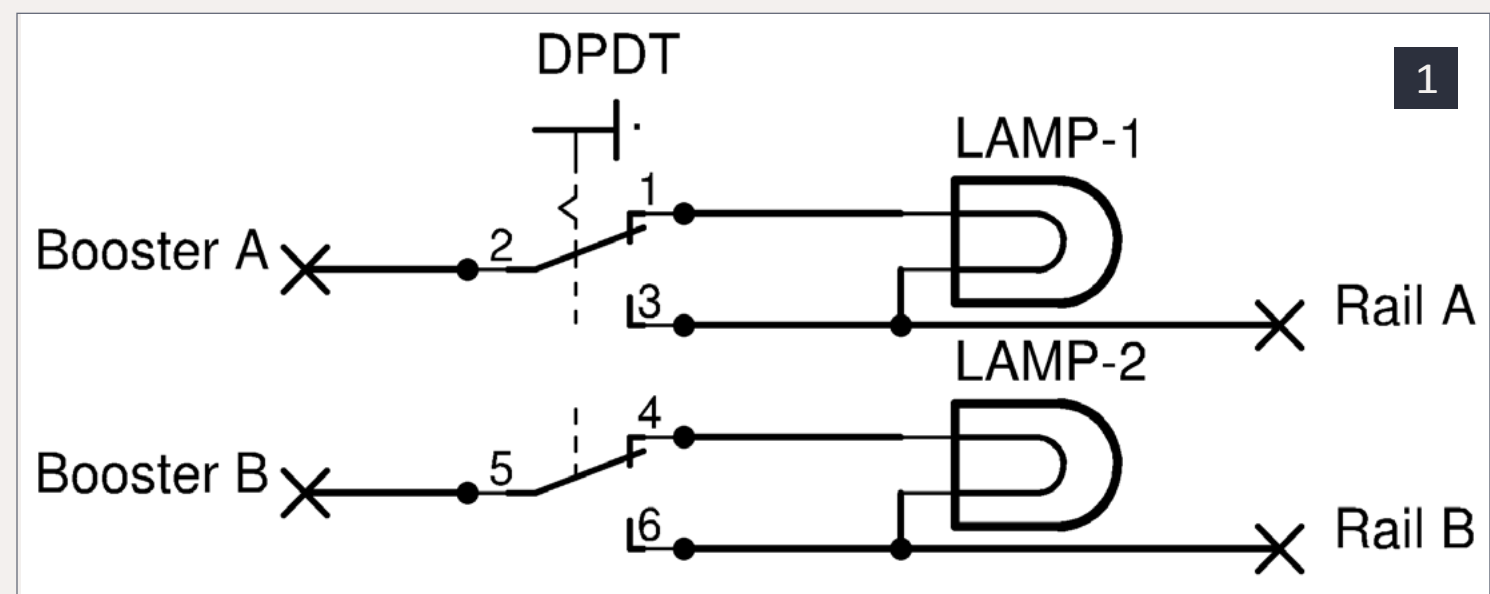 DPDT
1
LAMP-1
1
Booster A
2
3
Rail A
LAMP-2
4
Booster B
5
6
Rail B